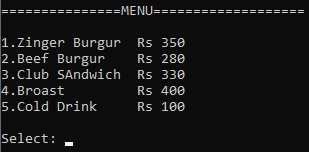 ===============MENU===================
1.Zinger Burgur  Rs 350
2.Beef Burgur    Rs 280
3.Club SAndwich  Rs 330
4.Broast         Rs 400
5.Cold Drink     Rs 100
Select: